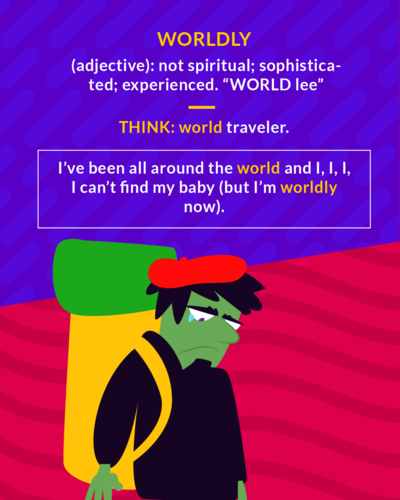 WORLDLY
(adjective): not spiritual; sophistica-
ted; experienced. “WORLD lee”
THINK: world traveler.
I’ve been all around the world and I, I, I,
I can’t find my baby (but I’m worldly
now).